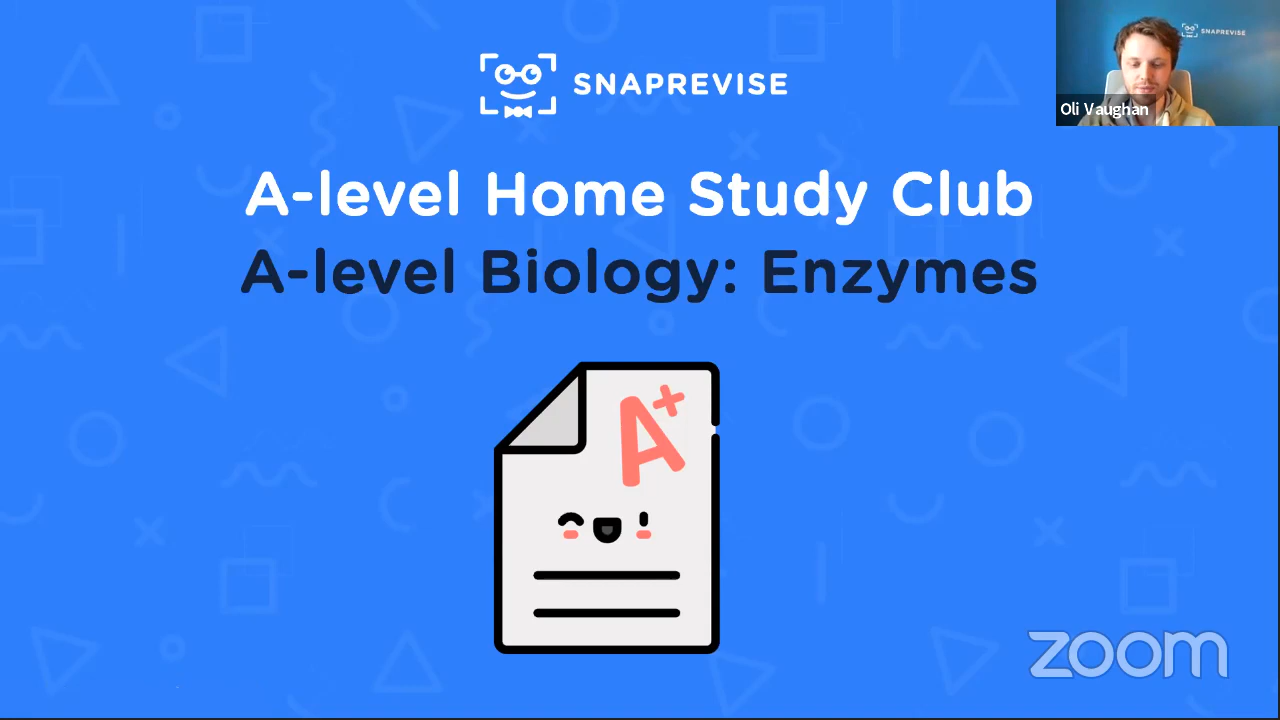 SNAPREVISE
SNAPREVISE
Oli Vaughan
A-level Home Study Club
A-level Biology: Enzymes
A+
zoom